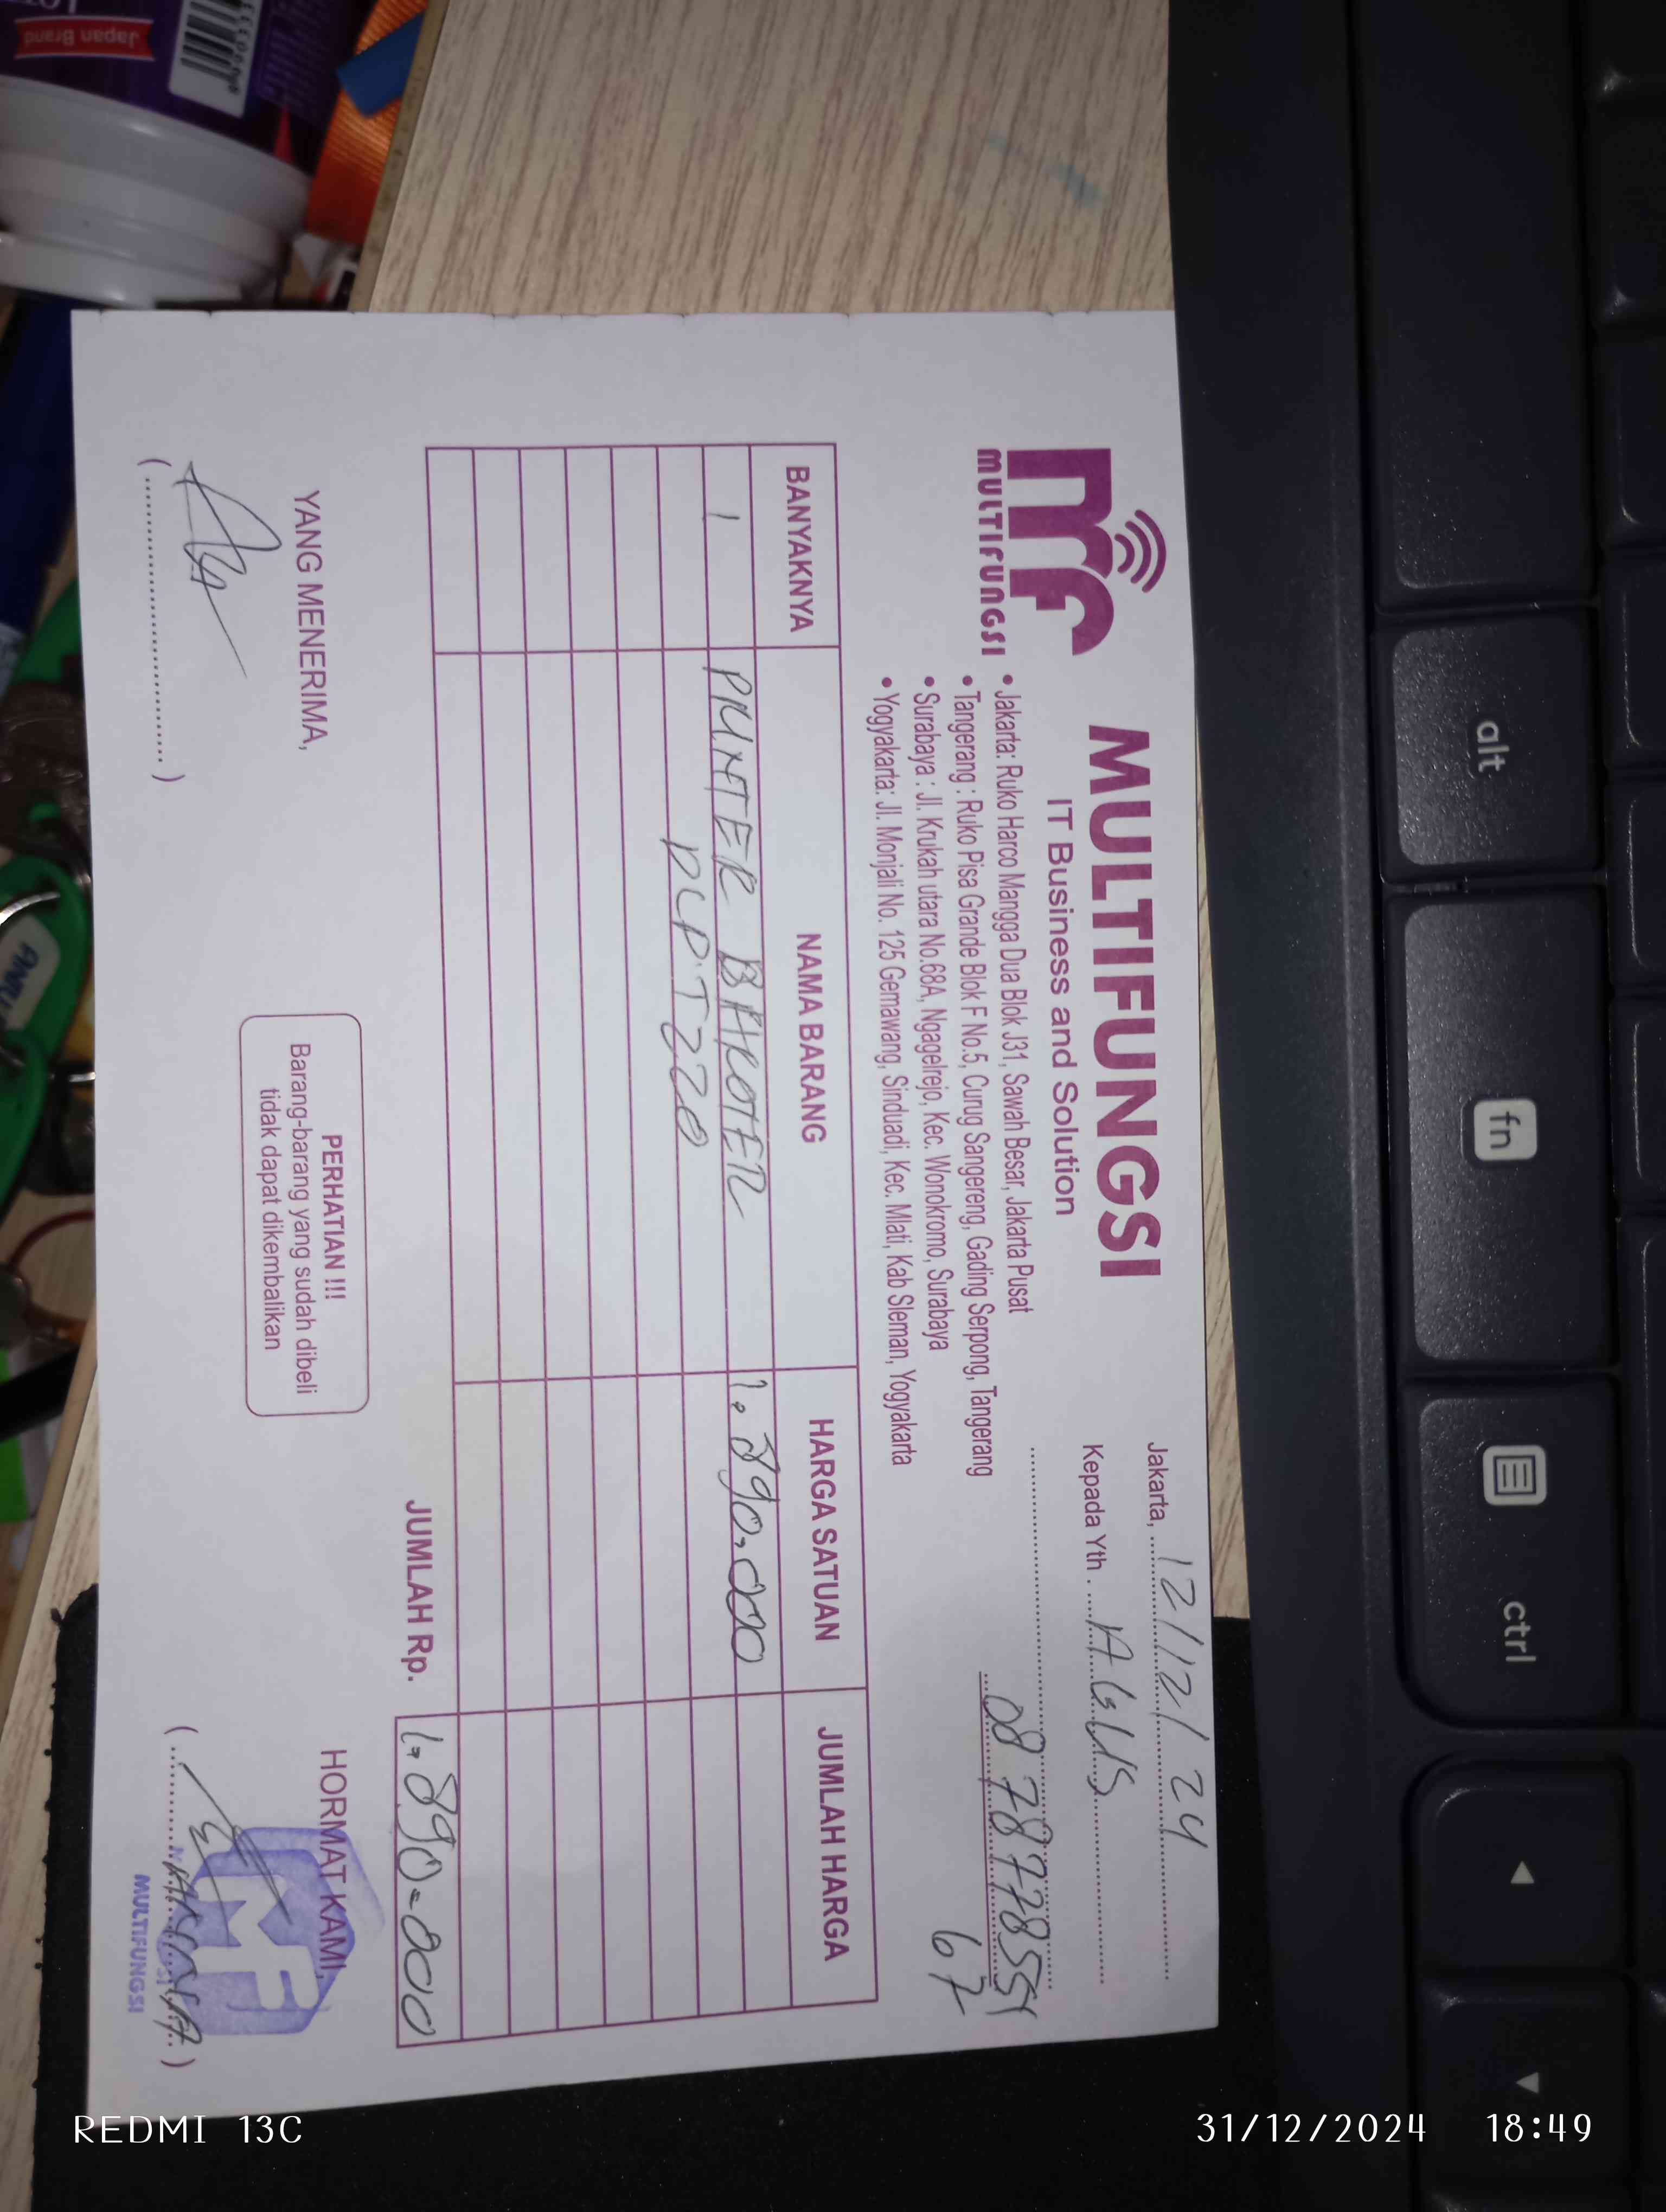 mf
MULTIFUNGSI
MULTIFUNGSI
IT Business and Solution
• Jakarta: Ruko Harco Mangga Dua Blok J31, Sawah Besar, Jakarta Pusat
• Tangerang : Ruko Pisa Grande Blok F No.5, Curug Sangereng, Gading Serpong, Tangerang
• Surabaya : Jl. Krukah utara No.68A, Ngagelrejo, Kec. Wonokromo, Surabaya
• Yogyakarta: Jl. Monjali No. 125 Gemawang, Sinduadi, Kec. Mlati, Kab Sleman, Yogyakarta
Jakarta, 12/12/24
Kepada Yth. AGUS
08 78778555
67
BANYAKNYA NAMA BARANG HARGA SATUAN JUMLAH HARGA
1 PRINTER BHROTER 1.890.000
DCP.T220
JUMLAH Rp. 1.890.000
YANG MENERIMA,
PERHATIAN !!!
Barang-barang yang sudah dibeli
tidak dapat dikembalikan
HORMAT KAMI,
MF
MULTIFUNGSI
alt
fn
ctrl
Japan Brand
REDMI 13C
31/12/2024 18:49